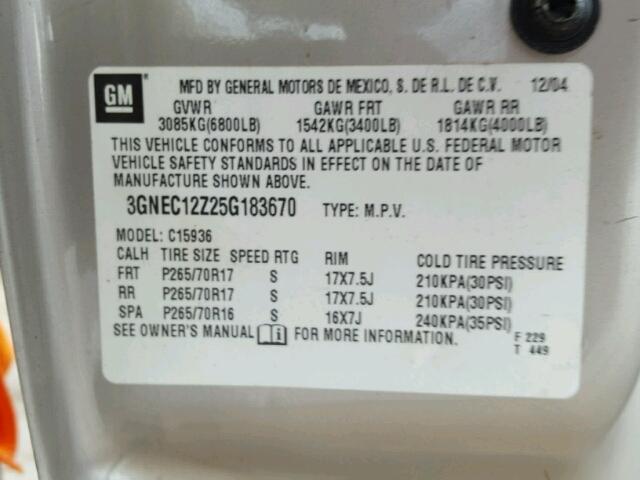 GM MFD BY GENERAL MOTORS DE MEXICO, S. DE R.L. DE C.V. 12/04
GVWR GAWR FRT GAWR RR
3085KG(6800LB) 1542KG(3400LB) 1814KG(4000LB)
THIS VEHICLE CONFORMS TO ALL APPLICABLE U.S. FEDERAL MOTOR
VEHICLE SAFETY STANDARDS IN EFFECT ON THE DATE OF
MANUFACTURE SHOWN ABOVE.
3GNEC12Z25G183670 TYPE: M.P.V.
MODEL: C15936
CALH TIRE SIZE SPEED RTG RIM COLD TIRE PRESSURE
FRT P265/70R17 S 17X7.5J 210KPA(30PSI)
RR P265/70R17 S 17X7.5J 210KPA(30PSI)
SPA P265/70R16 S 16X7J 240KPA(35PSI)
SEE OWNER'S MANUAL FOR MORE INFORMATION. F 229
T 449